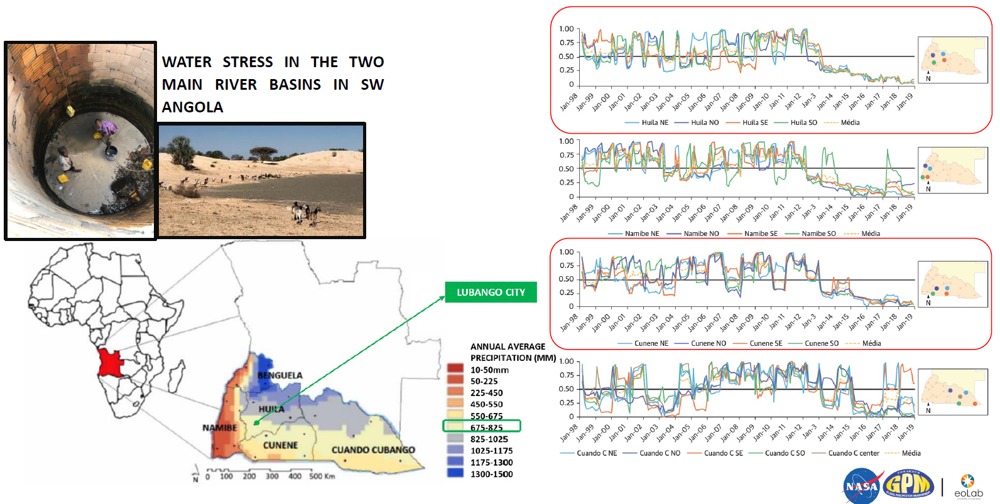 WATER STRESS IN THE TWO
MAIN RIVER BASINS IN SW
ANGOLA
LUBANGO CITY
BENGUELA
HUILA
NAMIBE
CUNENE
CUANDO CUBANGO
N
0 100 200 300 400 500 Km
ANNUAL AVERAGE
PRECIPITATION (MM)
10-50mm
50-225
225-450
450-550
550-675
675-825
825-1025
1025-1175
1175-1300
1300-1500
1.00
0.75
0.50
0.25
0
Jan-98 Jan-99 Jan-00 Jan-01 Jan-02 Jan-03 Jan-04 Jan-05 Jan-06 Jan-07 Jan-08 Jan-09 Jan-10 Jan-11 Jan-12 Jan-3 Jan-14 Jan-15 Jan-16 Jan-17 Jan-18 Jan-19
Huila NE Huila NO Huila SE Huila SO Média
N
1.00
0.75
0.50
0.25
0
Jan-98 Jan-99 Jan-00 Jan-01 Jan-02 Jan-03 Jan-04 Jan-05 Jan-06 Jan-07 Jan-08 Jan-09 Jan-10 Jan-11 Jan-12 Jan-3 Jan-14 Jan-15 Jan-16 Jan-17 Jan-18 Jan-19
Namibe NE Namibe NO Namibe SE Namibe SO Média
N
1.00
0.75
0.50
0.25
0
Jan-98 Jan-99 Jan-00 Jan-01 Jan-02 Jan-03 Jan-04 Jan-05 Jan-06 Jan-07 Jan-08 Jan-09 Jan-10 Jan-11 Jan-12 Jan-3 Jan-14 Jan-15 Jan-16 Jan-17 Jan-18 Jan-19
Cunene NE Cunene NO Cunene SE Cunene SO Média
N
1.00
0.75
0.50
0.25
0
Jan-98 Jan-99 Jan-00 Jan-01 Jan-02 Jan-03 Jan-04 Jan-05 Jan-06 Jan-07 Jan-08 Jan-09 Jan-10 Jan-11 Jan-12 Jan-3 Jan-14 Jan-15 Jan-16 Jan-17 Jan-18 Jan-19
Cuando C NE Cuando C NO Cuando C SE Cuando C SO Cuando C center Média
N
NASA
GPM
GLOBAL PRECIPITATION MEASUREMENT
eoLab